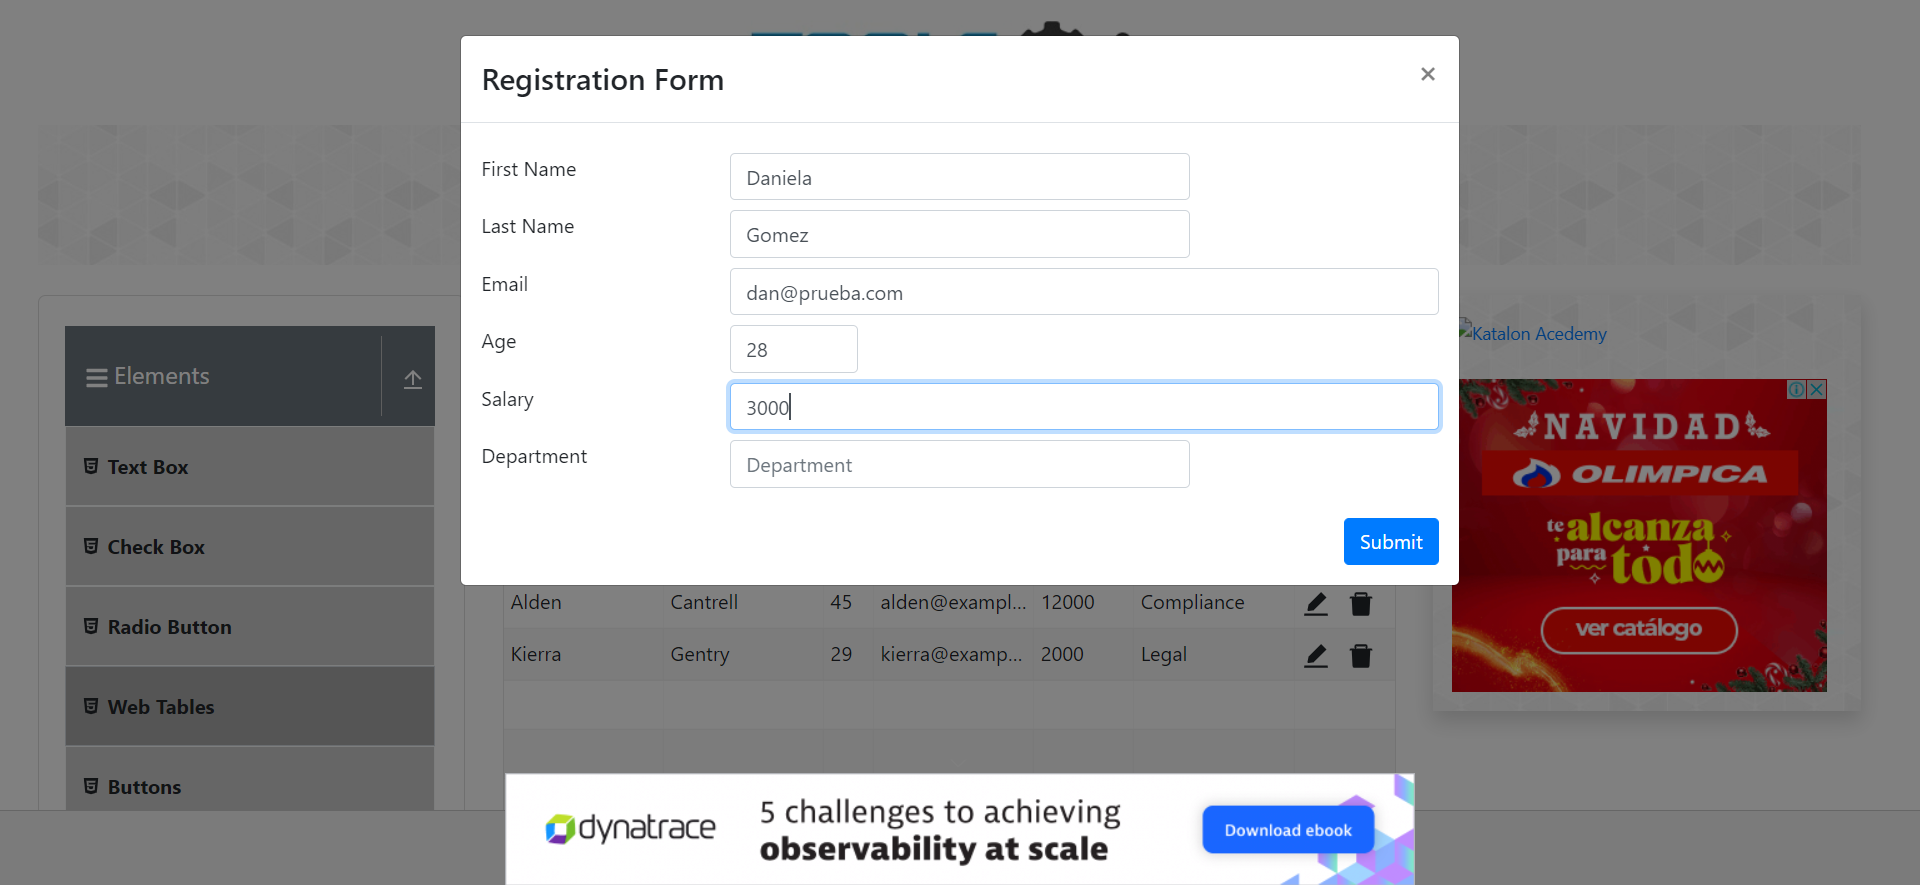 Registration Form
×
First Name
Daniela
Last Name
Gomez
Email
dan@prueba.com
Age
28
Salary
3000
Department
Department
Submit
Elements
Text Box
Check Box
Radio Button
Web Tables
Buttons
Alden Cantrell 45 alden@exampl... 12000 Compliance
Kierra Gentry 29 kierra@examp... 2000 Legal
Katalon Acedemy
NAVIDAD
OLIMPICA
te alcanza
para todo
ver catálogo
dynatrace
5 challenges to achieving
observability at scale
Download ebook